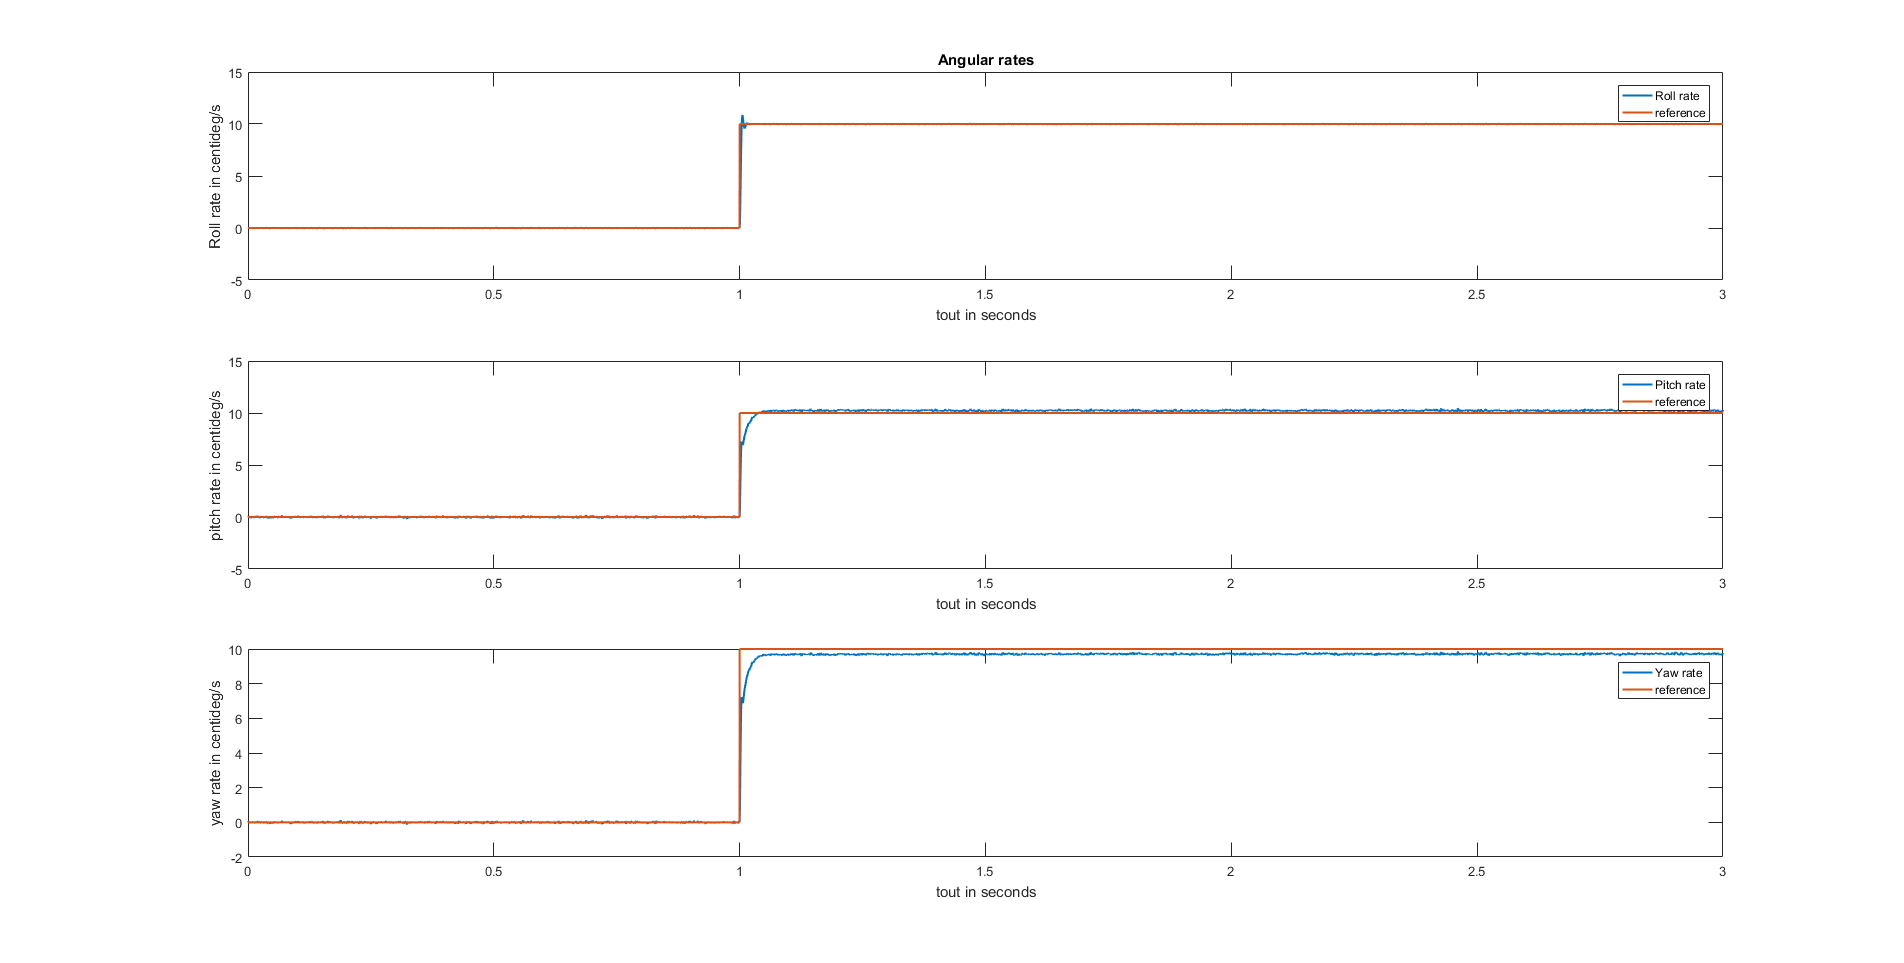 Angular rates
15
10
5
0
-5
Roll rate in centideg/s
Roll rate
reference
0 0.5 1 1.5 2 2.5 3
tout in seconds
15
10
5
0
-5
pitch rate in centideg/s
Pitch rate
reference
0 0.5 1 1.5 2 2.5 3
tout in seconds
10
8
6
4
2
0
-2
yaw rate in centideg/s
Yaw rate
reference
0 0.5 1 1.5 2 2.5 3
tout in seconds